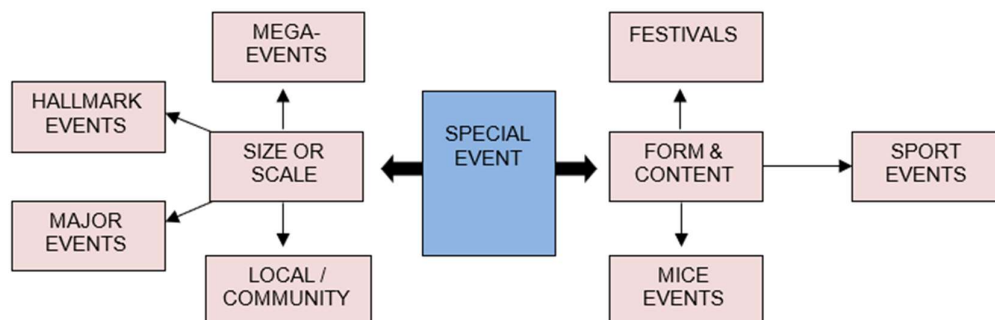 MEGA-
EVENTS
FESTIVALS
HALLMARK
EVENTS
SPECIAL
EVENT
SIZE OR
SCALE
FORM &
CONTENT
SPORT
EVENTS
MAJOR
EVENTS
LOCAL /
COMMUNITY
MICE
EVENTS